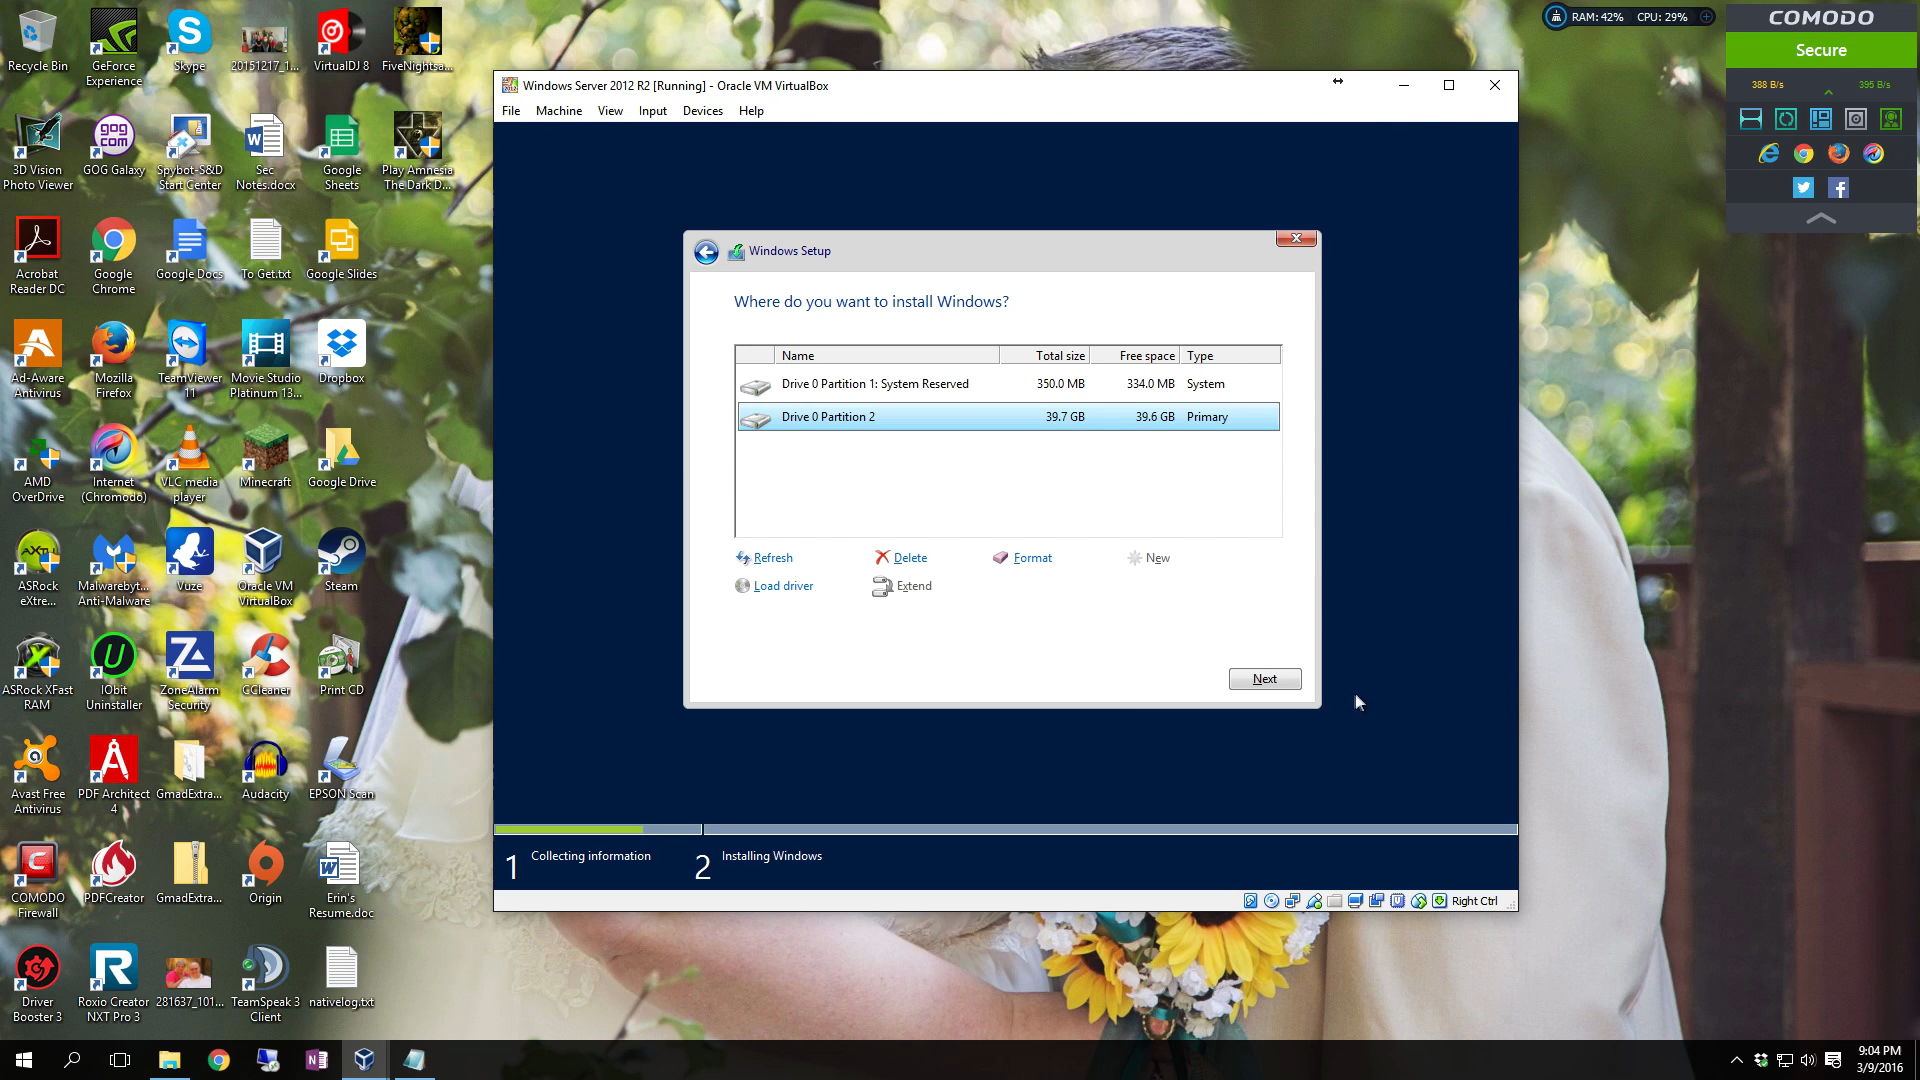 Recycle Bin
GeForce
Experience
Skype
20151217_1...
VirtualDJ 8
FiveNightsa...
3D Vision
Photo Viewer
GOG Galaxy
gog
com
Spybot-S&D
Start Center
Sec
Notes.docx
Google
Sheets
Play Amnesia
The Dark D...
Acrobat
Reader DC
Google
Chrome
Google Docs
To Get.txt
Google Slides
Ad-Aware
Antivirus
Mozilla
Firefox
TeamViewer
11
Movie Studio
Platinum 13...
Dropbox
AMD
OverDrive
Internet
(Chromodo)
VLC media
player
Minecraft
Google Drive
ASRock
eXtre...
Malwarebyt...
Anti-Malware
Vuze
Oracle VM
VirtualBox
Steam
ASRock XFast
RAM
IObit
Uninstaller
ZoneAlarm
Security
CCleaner
Print CD
Avast Free
Antivirus
PDF Architect
4
GmadExtra...
Audacity
EPSON Scan
COMODO
Firewall
PDFCreator
GmadExtra...
Origin
Erin's
Resume.doc
Driver
Booster 3
Roxio Creator
NXT Pro 3
281637_101...
TeamSpeak 3
Client
nativelog.txt
Windows Server 2012 R2 [Running] - Oracle VM VirtualBox
File Machine View Input Devices Help
Windows Setup
Where do you want to install Windows?
Name Total size Free space Type
Drive 0 Partition 1: System Reserved 350.0 MB 334.0 MB System
Drive 0 Partition 2 39.7 GB 39.6 GB Primary
Refresh Delete Format New
Load driver Extend
Next
1 Collecting information 2 Installing Windows
Right Ctrl
RAM: 42% CPU: 29%
COMODO
Secure
388 B/s 395 B/s
9:04 PM
3/9/2016